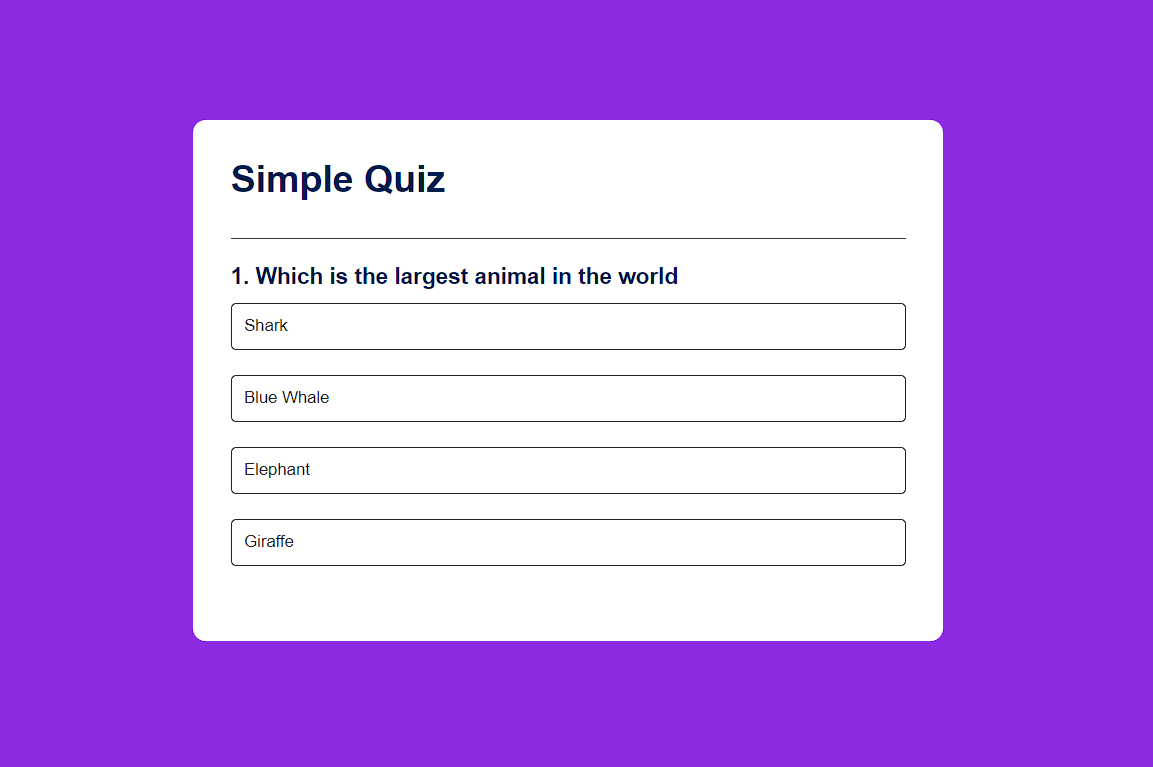 Simple Quiz
1. Which is the largest animal in the world
Shark
Blue Whale
Elephant
Giraffe